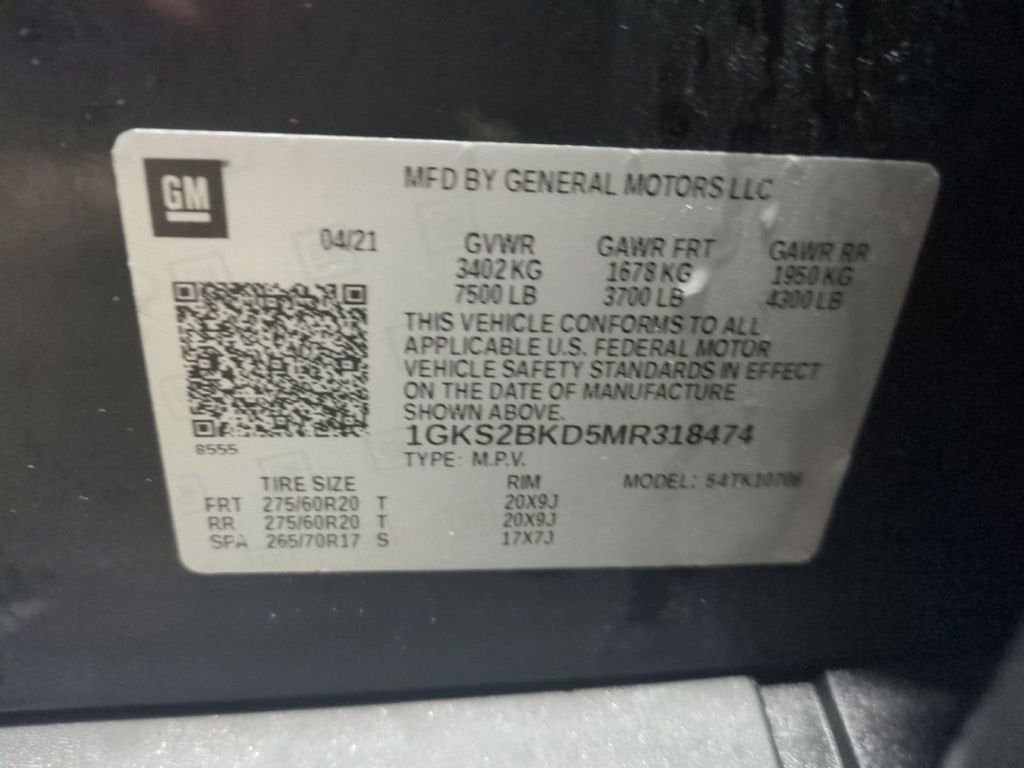 GM
MFD BY GENERAL MOTORS LLC
04/21 GVWR GAWR FRT GAWR RR
3402 KG 1678 KG 1950 KG
7500 LB 3700 LB 4300 LB
THIS VEHICLE CONFORMS TO ALL
APPLICABLE U.S. FEDERAL MOTOR
VEHICLE SAFETY STANDARDS IN EFFECT
ON THE DATE OF MANUFACTURE
SHOWN ABOVE.
1GKS2BKD5MR318474
8555
TYPE: M.P.V.
TIRE SIZE RIM MODEL:
FRT 275/60R20 T 20X9J
RR 275/60R20 T 20X9J
SPA 265/70R17 S 17X7J